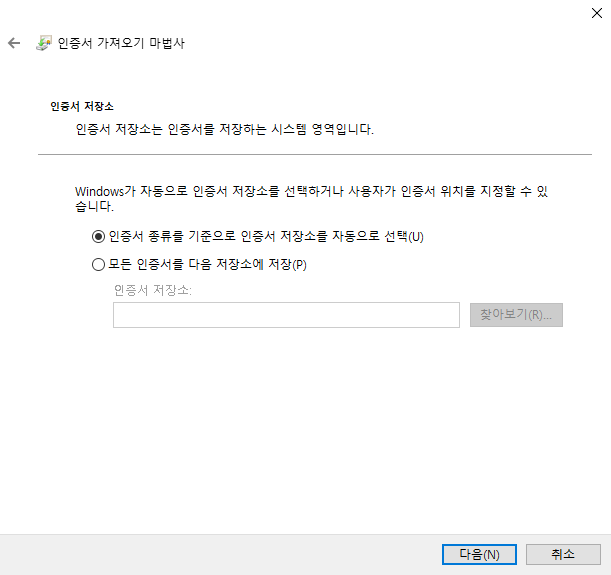 인증서 가져오기 마법사
인증서 저장소
인증서 저장소는 인증서를 저장하는 시스템 영역입니다.
Windows가 자동으로 인증서 저장소를 선택하거나 사용자가 인증서 위치를 지정할 수 있
습니다.
인증서 종류를 기준으로 인증서 저장소를 자동으로 선택(U)
모든 인증서를 다음 저장소에 저장(P)
인증서 저장소:
찾아보기(R)...
다음(N)
취소